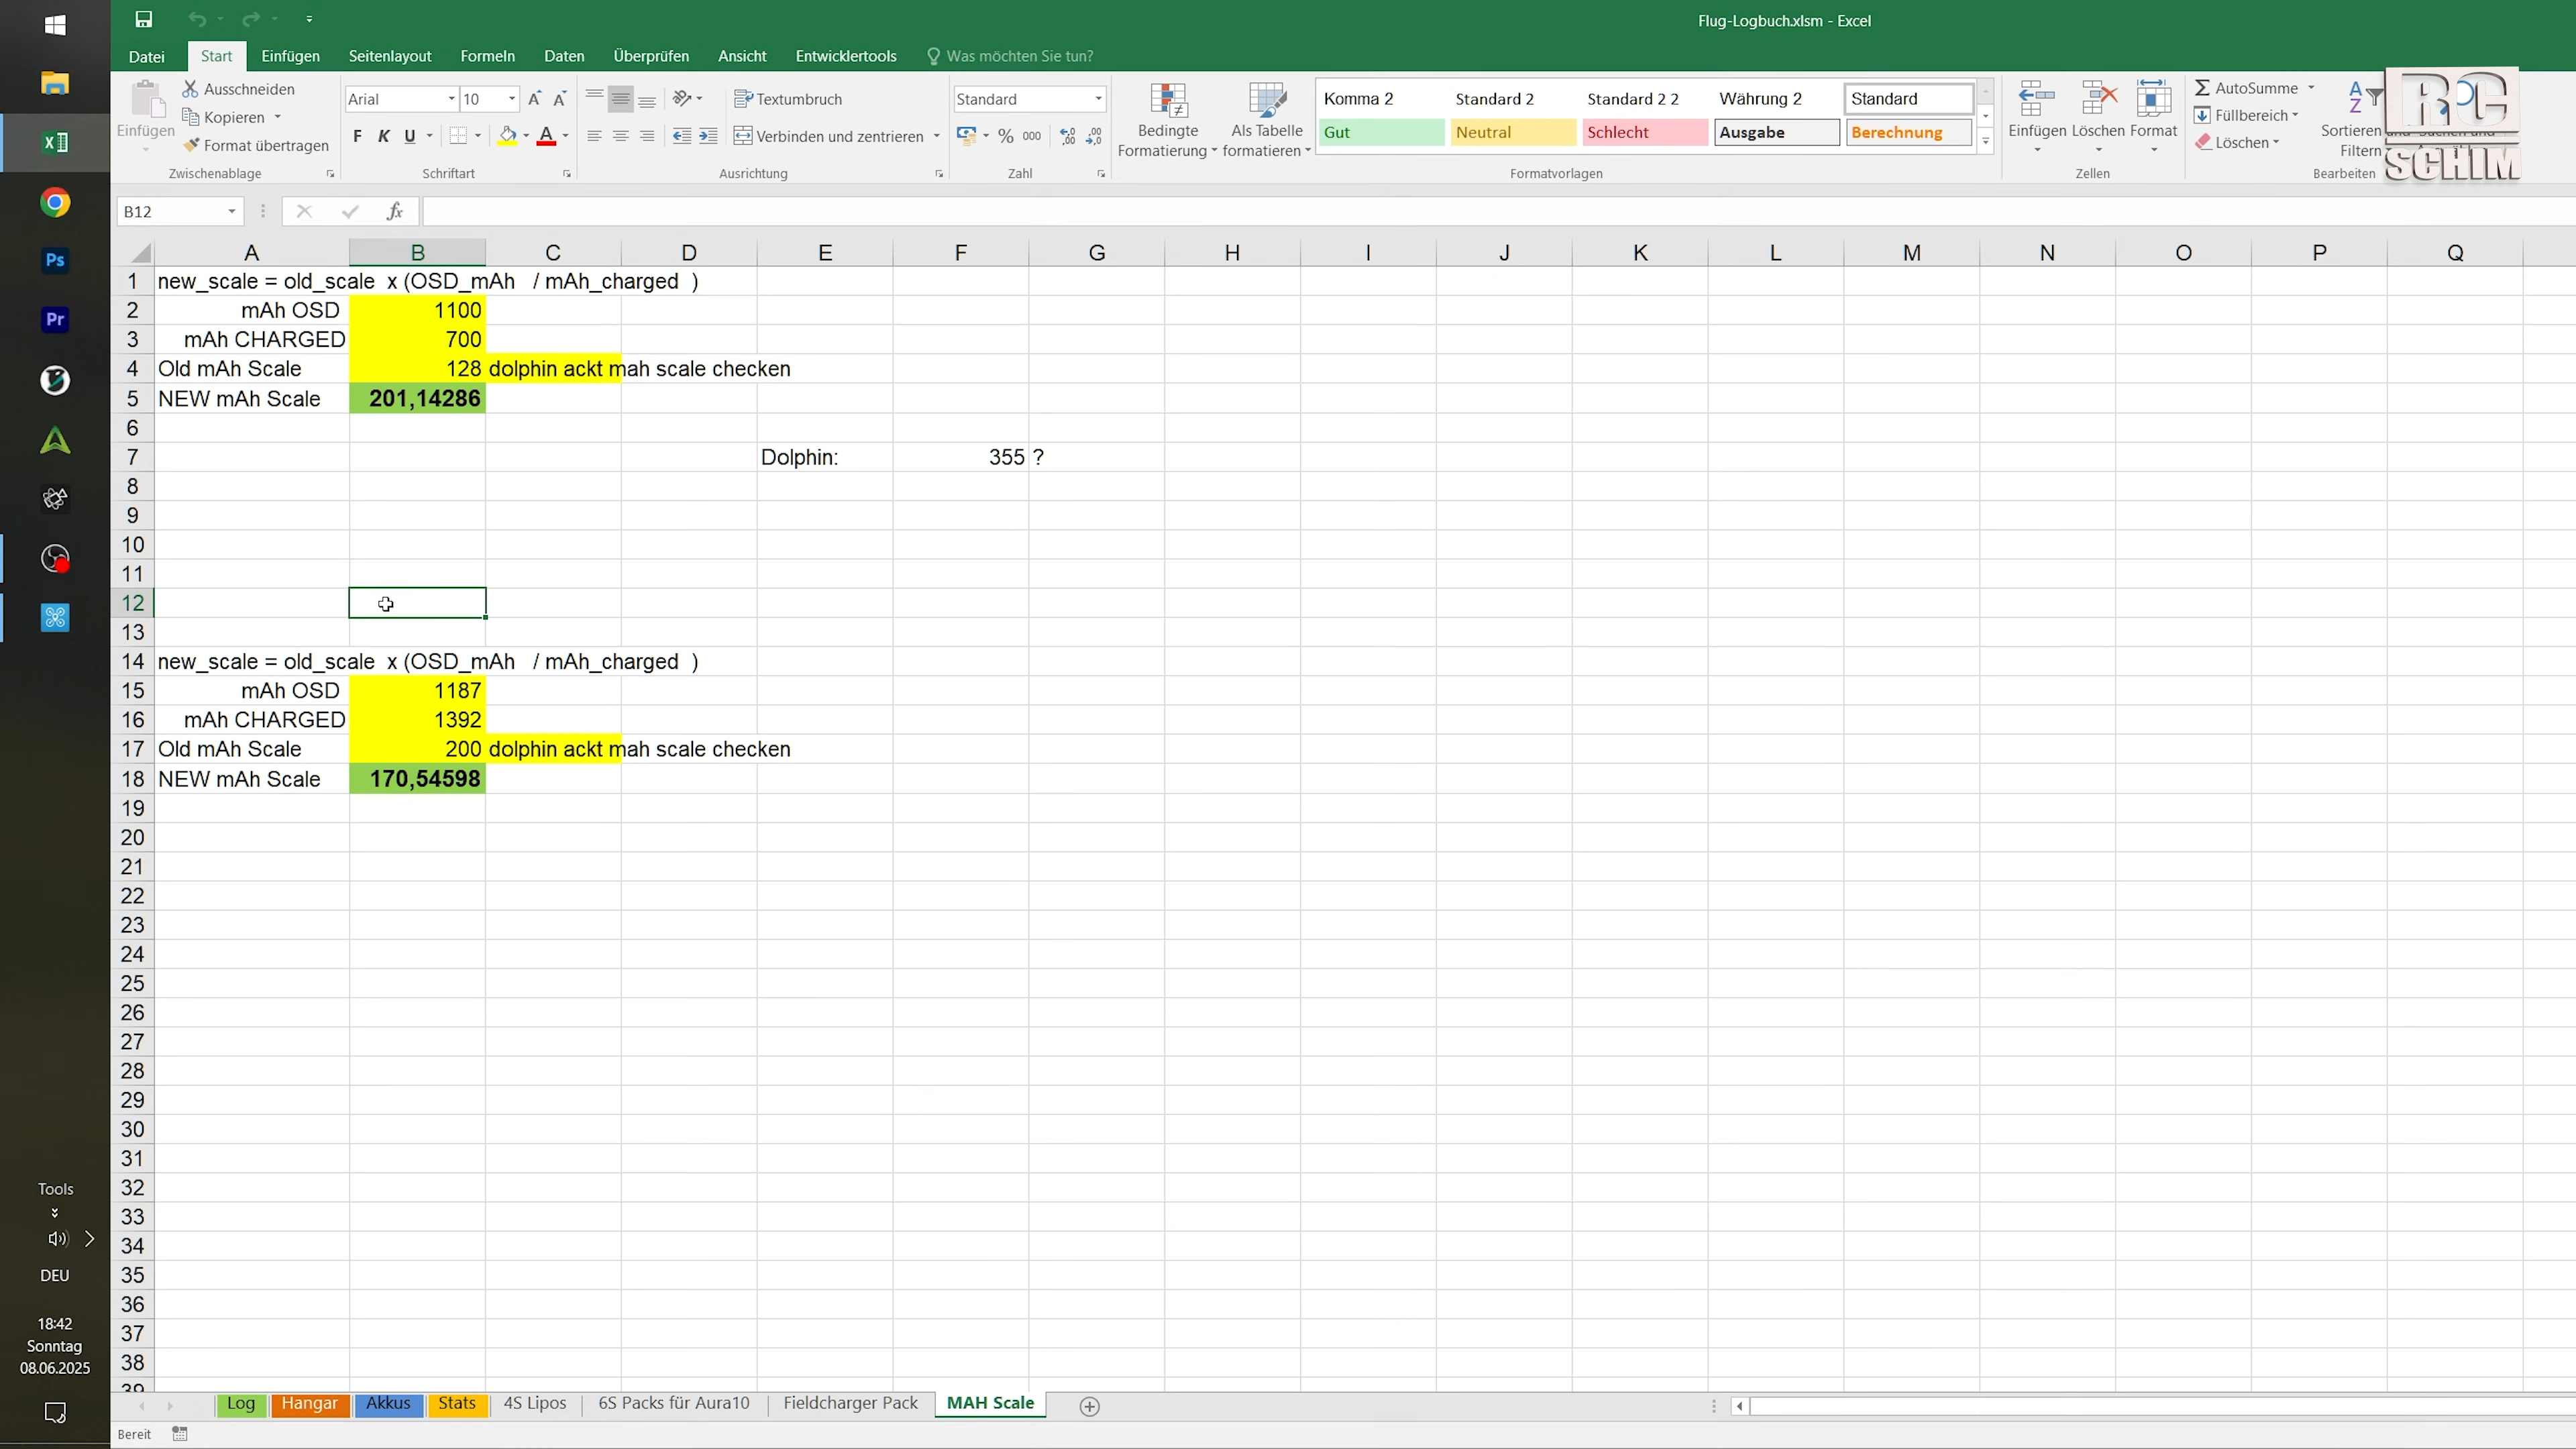 Flug-Logbuch.xlsm - Excel
Datei Start Einfügen Seitenlayout Formeln Daten Überprüfen Ansicht Entwicklertools Was möchten Sie tun?
Einfügen
Ausschneiden
Kopieren
Format übertragen
Zwischenablage
Arial 10
F K U
Schriftart
Textumbruch
Verbinden und zentrieren
Ausrichtung
Standard
% 000
Zahl
Bedingte Formatierung
Als Tabelle formatieren
Komma 2 Standard 2 Standard 2 2 Währung 2 Standard
Gut Neutral Schlecht Ausgabe Berechnung
Formatvorlagen
Einfügen Löschen Format
Zellen
AutoSumme
Füllbereich
Löschen
Sortieren
Filtern
Bearbeiten
RC
SCHIM
B12
fx
A B C D E F G H I J K L M N O P Q
1 new_scale = old_scale x (OSD_mAh / mAh_charged )
2 mAh OSD 1100
3 mAh CHARGED 700
4 Old mAh Scale 128 dolphin ackt mah scale checken
5 NEW mAh Scale 201,14286
6
7 Dolphin: 355 ?
8
9
10
11
12
13
14 new_scale = old_scale x (OSD_mAh / mAh_charged )
15 mAh OSD 1187
16 mAh CHARGED 1392
17 Old mAh Scale 200 dolphin ackt mah scale checken
18 NEW mAh Scale 170,54598
19
20
21
22
23
24
25
26
27
28
29
30
31
32
33
34
35
36
37
38
39
Log Hangar Akkus Stats 4S Lipos 6S Packs für Aura10 Fieldcharger Pack MAH Scale
Bereit
Ps
Pr
Tools
DEU
18:42
Sonntag
08.06.2025